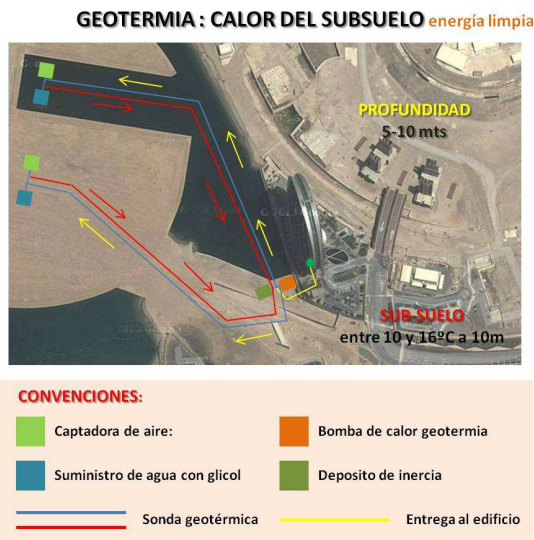 GEOTERMIA : CALOR DEL SUBSUELO energía limpia
PROFUNDIDAD
5-10 mts
SUB-SUELO
entre 10 y 16ºC a 10m
CONVENCIONES:
Captadora de aire:
Bomba de calor geotermia
Suministro de agua con glicol
Deposito de inercia
Sonda geotérmica
Entrega al edificio